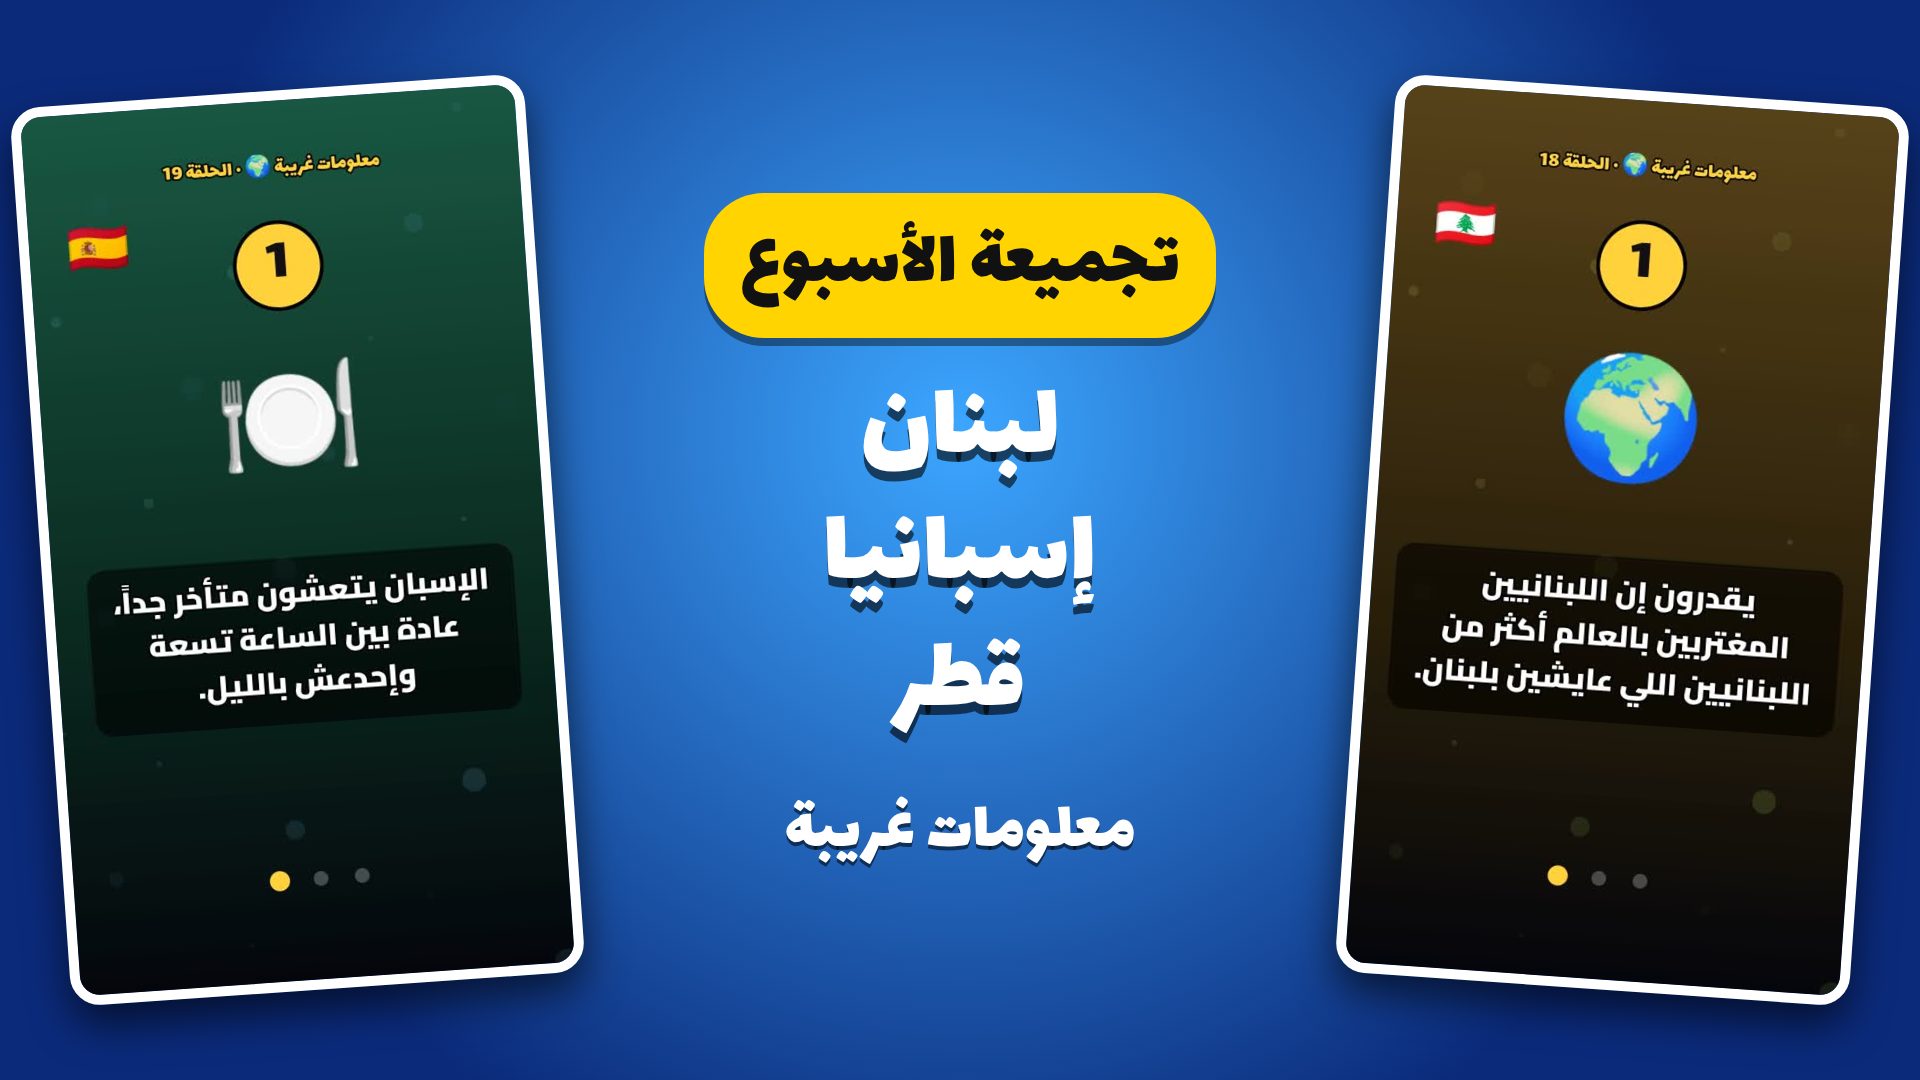 معلومات غريبة 🌍 • الحلقة 18
1
يقدرون إن اللبنانيين
المغتربين بالعالم أكثر من
اللبنانيين اللي عايشين بلبنان.
تجميعة الأسبوع
لبنان
إسبانيا
قطر
معلومات غريبة
معلومات غريبة 🌍 • الحلقة 19
1
الإسبان يتعشون متأخر جداً،
عادة بين الساعة تسعة
وإحدعش بالليل.